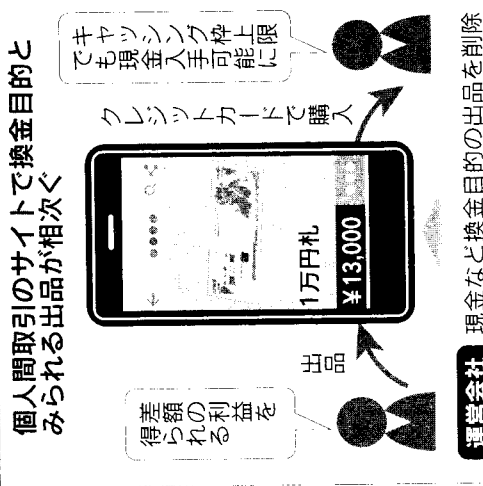 個人間取引のサイトで換金目的と
みられる出品が相次ぐ
キャッシング枠上限
でも現金入手可能に
クレジットカードで購入
1万円札
¥13,000
出品
差額の利益を
得られる
運営会社
現金など換金目的の出品を削除